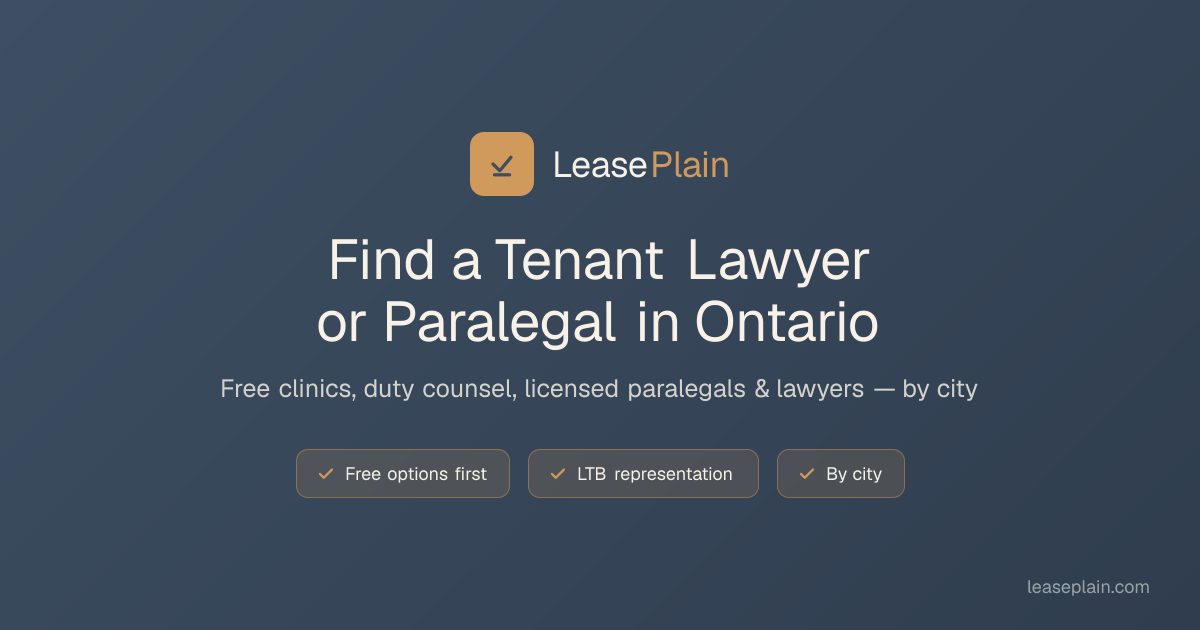 LeasePlain
Find a Tenant Lawyer
or Paralegal in Ontario
Free clinics, duty counsel, licensed paralegals & lawyers — by city
Free options first
LTB representation
By city
leaseplain.com